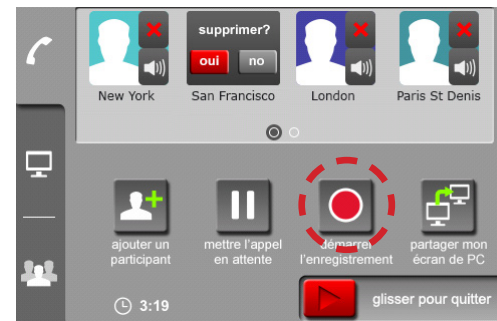 supprimer?
oui no
New York San Francisco London Paris St Denis
ajouter un mettre l'appel démarrer partager mon
participant en attente l'enregistrement écran de PC
3:19 glisser pour quitter